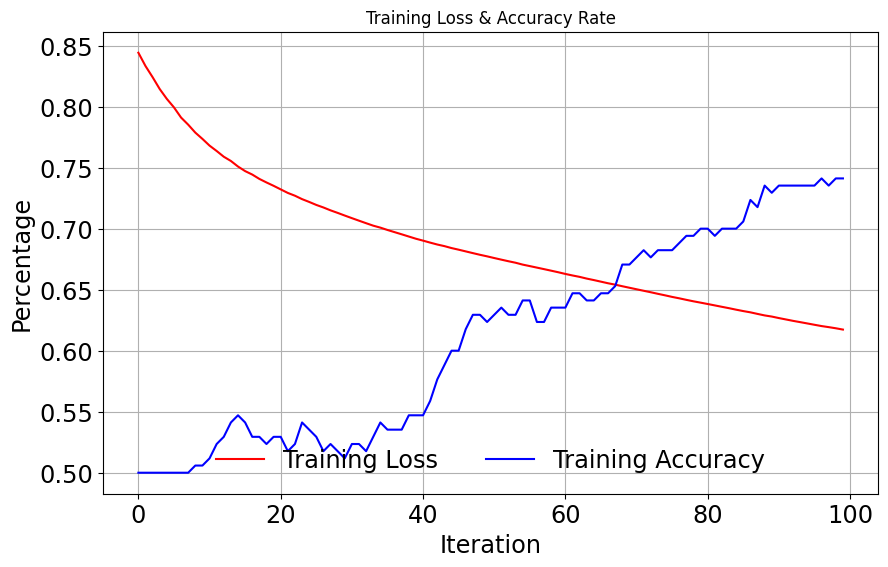 Training Loss & Accuracy Rate
0.85
0.80
0.75
0.70
0.65
0.60
0.55
0.50
Percentage
Training Loss Training Accuracy
0 20 40 60 80 100
Iteration